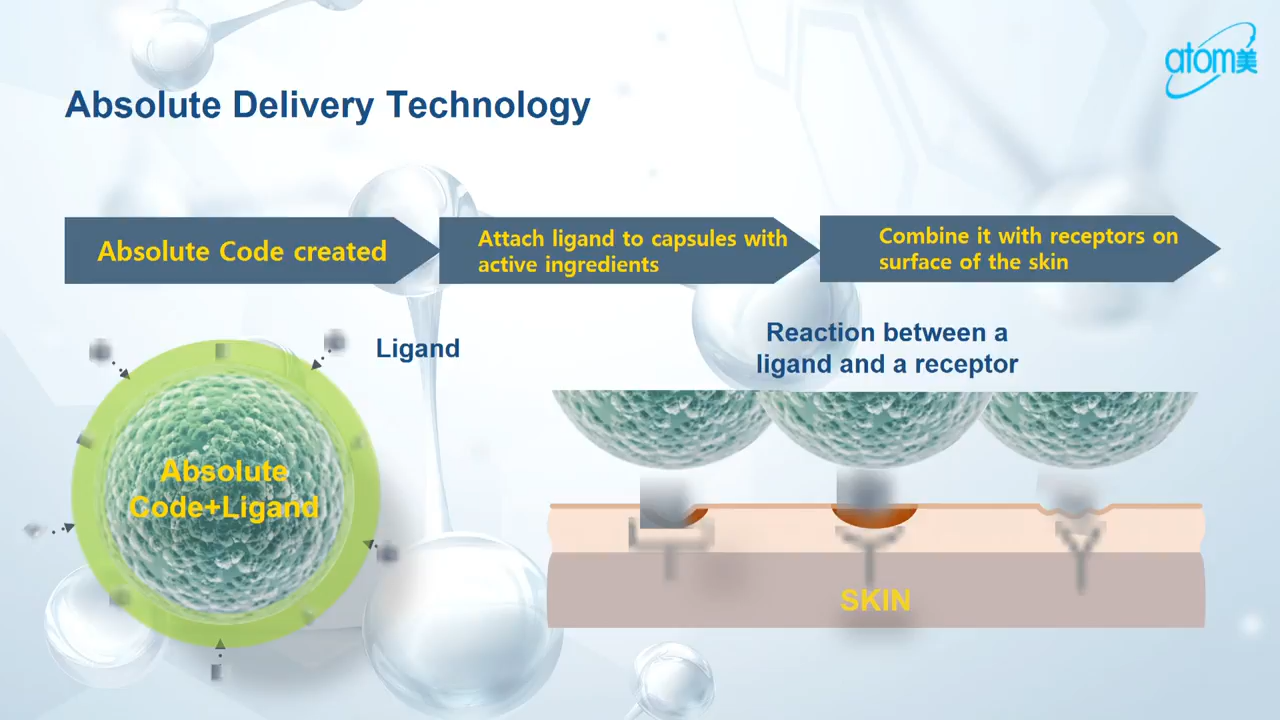 atom美
Absolute Delivery Technology
Absolute Code created
Attach ligand to capsules with
active ingredients
Combine it with receptors on
surface of the skin
Ligand
Reaction between a
ligand and a receptor
Absolute
Code+Ligand
SKIN